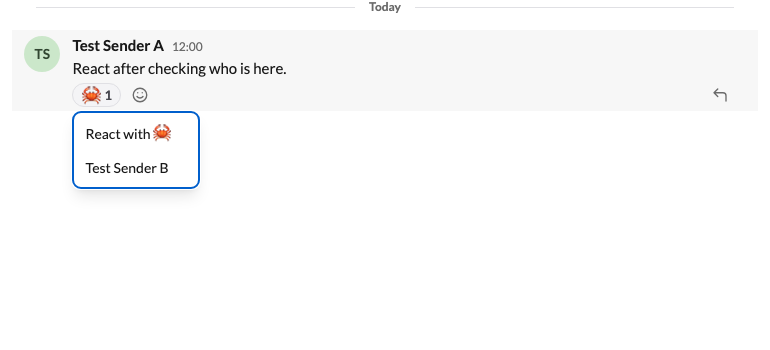 Today
TS
Test Sender A 12:00
React after checking who is here.
🦀 1
React with 🦀
Test Sender B